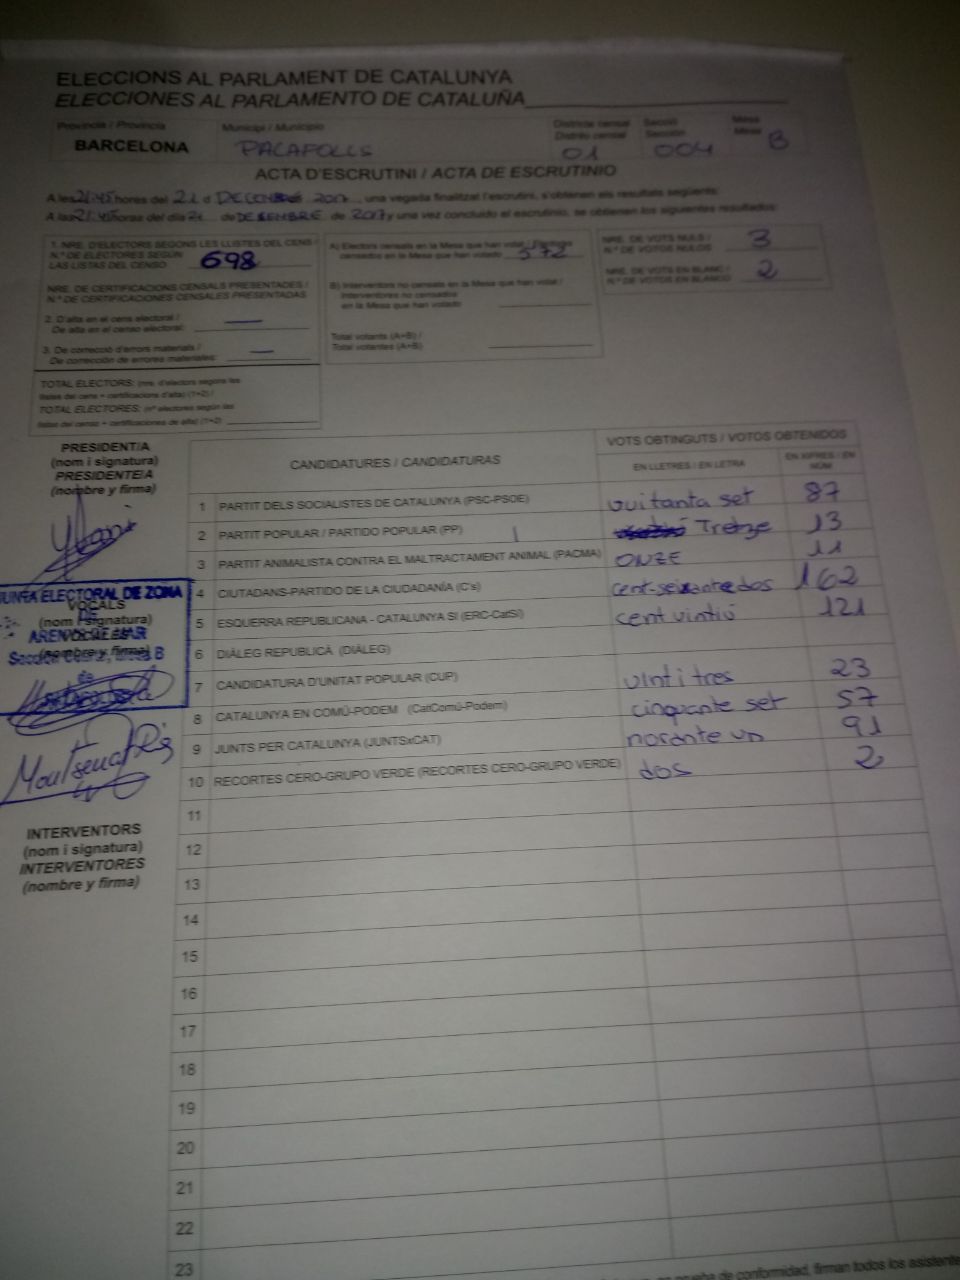 ELECCIONS AL PARLAMENT DE CATALUNYA
ELECCIONES AL PARLAMENTO DE CATALUÑA
Província / Provincia
Municipi / Municipio
Districte censal
Distrito censal
Secció
Sección
Mesa
Mesa
BARCELONA
PALAFOLLS
01
004
B
ACTA D'ESCRUTINI / ACTA DE ESCRUTINIO
A les 21:45 hores del 21 d DECEMBRE 2017, una vegada finalitzat l'escrutini, s'obtenen els resultats següents:
A las 21:45 horas del día 21 de DESEMBRE de 2017 y una vez concluido el escrutinio, se obtienen los siguientes resultados:
1. NRE. D'ELECTORS SEGONS LES LLISTES DEL CENS /
N.º DE ELECTORES SEGÚN
LAS LISTAS DEL CENSO
698
NRE. DE CERTIFICACIONS CENSALS PRESENTADES /
N.º DE CERTIFICACIONES CENSALES PRESENTADAS
2. D'alta en el cens electoral /
De alta en el censo electoral: —
3. De correcció d'errors materials /
De corrección de errores materiales: —
TOTAL ELECTORS: (nre. d'electors segons les
llistes del cens + certificacions d'alta) (1+2) /
TOTAL ELECTORES: (nº electores según las
listas del censo + certificaciones de alta) (1+2)
A) Electors censats en la Mesa que han votat / Electores
censados en la Mesa que han votado 572
B) Interventors no censats en la Mesa que han votat /
Interventores no censados
en la Mesa que han votado
Total votants (A+B) /
Total votantes (A+B)
NRE. DE VOTS NULS /
N.º DE VOTOS NULOS 3
NRE. DE VOTS EN BLANC /
N.º DE VOTOS EN BLANCO 2
PRESIDENT/A
(nom i signatura)
PRESIDENTE/A
(nombre y firma)
JUNTA ELECTORAL DE ZONA
DE
ARENYS DE MAR
VOCALS
(nom i signatura)
VOCALES
(nombre y firma)
INTERVENTORS
(nom i signatura)
INTERVENTORES
(nombre y firma)
CANDIDATURES / CANDIDATURAS
VOTS OBTINGUTS / VOTOS OBTENIDOS
EN LLETRES / EN LETRA
EN XIFRES / EN NÚM.
1 PARTIT DELS SOCIALISTES DE CATALUNYA (PSC-PSOE) vuitanta set 87
2 PARTIT POPULAR / PARTIDO POPULAR (PP) Tretze 13
3 PARTIT ANIMALISTA CONTRA EL MALTRACTAMENT ANIMAL (PACMA) ONZE 11
4 CIUTADANS-PARTIDO DE LA CIUDADANÍA (C's) cent-seixante dos 162
5 ESQUERRA REPUBLICANA - CATALUNYA SÍ (ERC-CatSí) cent vintiú 121
6 DIÀLEG REPUBLICÀ (DIÀLEG)
7 CANDIDATURA D'UNITAT POPULAR (CUP) vint i tres 23
8 CATALUNYA EN COMÚ-PODEM (CatComú-Podem) cinquante set 57
9 JUNTS PER CATALUNYA (JUNTSxCAT) norante un 91
10 RECORTES CERO-GRUPO VERDE (RECORTES CERO-GRUPO VERDE) dos 2
11
12
13
14
15
16
17
18
19
20
21
22
23
de conformidad, firman todos los asistentes